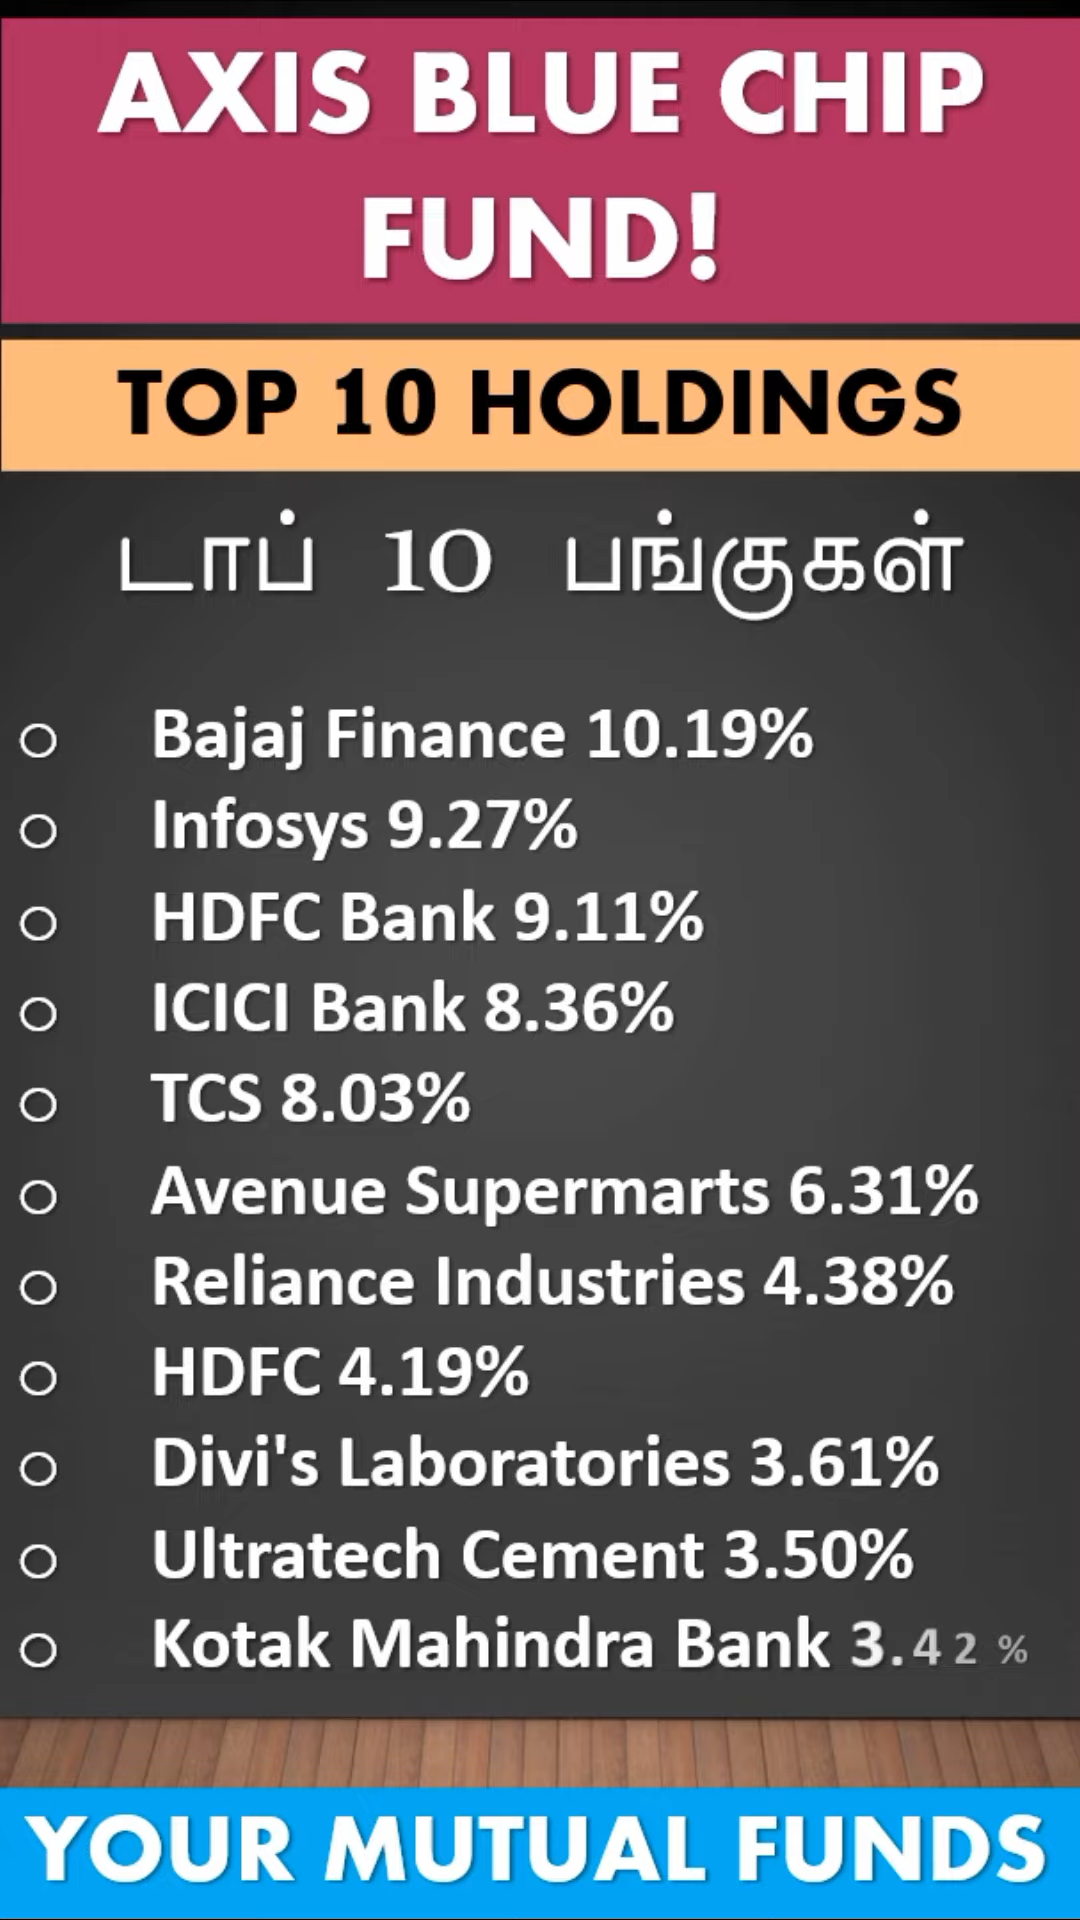 AXIS BLUE CHIP
FUND!
TOP 10 HOLDINGS
டாப் 10 பங்குகள்
Bajaj Finance 10.19%
Infosys 9.27%
HDFC Bank 9.11%
ICICI Bank 8.36%
TCS 8.03%
Avenue Supermarts 6.31%
Reliance Industries 4.38%
HDFC 4.19%
Divi's Laboratories 3.61%
Ultratech Cement 3.50%
Kotak Mahindra Bank 3.42%
YOUR MUTUAL FUNDS